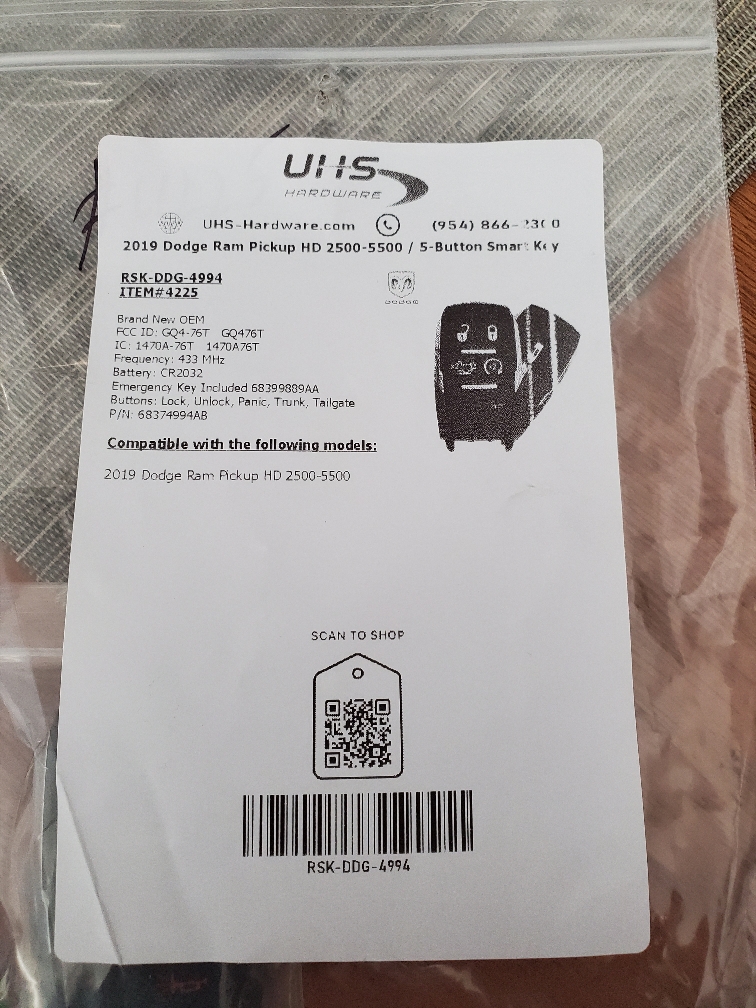 UHS
HARDWARE
UHS-Hardware.com (954) 866-
2019 Dodge Ram Pickup HD 2500-5500 / 5-Button Smart Key
RSK-DDG-4994
ITEM#4225
DODGE
Brand New OEM
FCC ID: GQ4-76T GQ476T
IC: 1470A-76T 1470A76T
Frequency: 433 MHz
Battery: CR2032
Emergency Key Included 68399889AA
Buttons: Lock, Unlock, Panic, Trunk, Tailgate
P/N: 68374994AB
Compatible with the following models:
2019 Dodge Ram Pickup HD 2500-5500
SCAN TO SHOP
RSK-DDG-4994